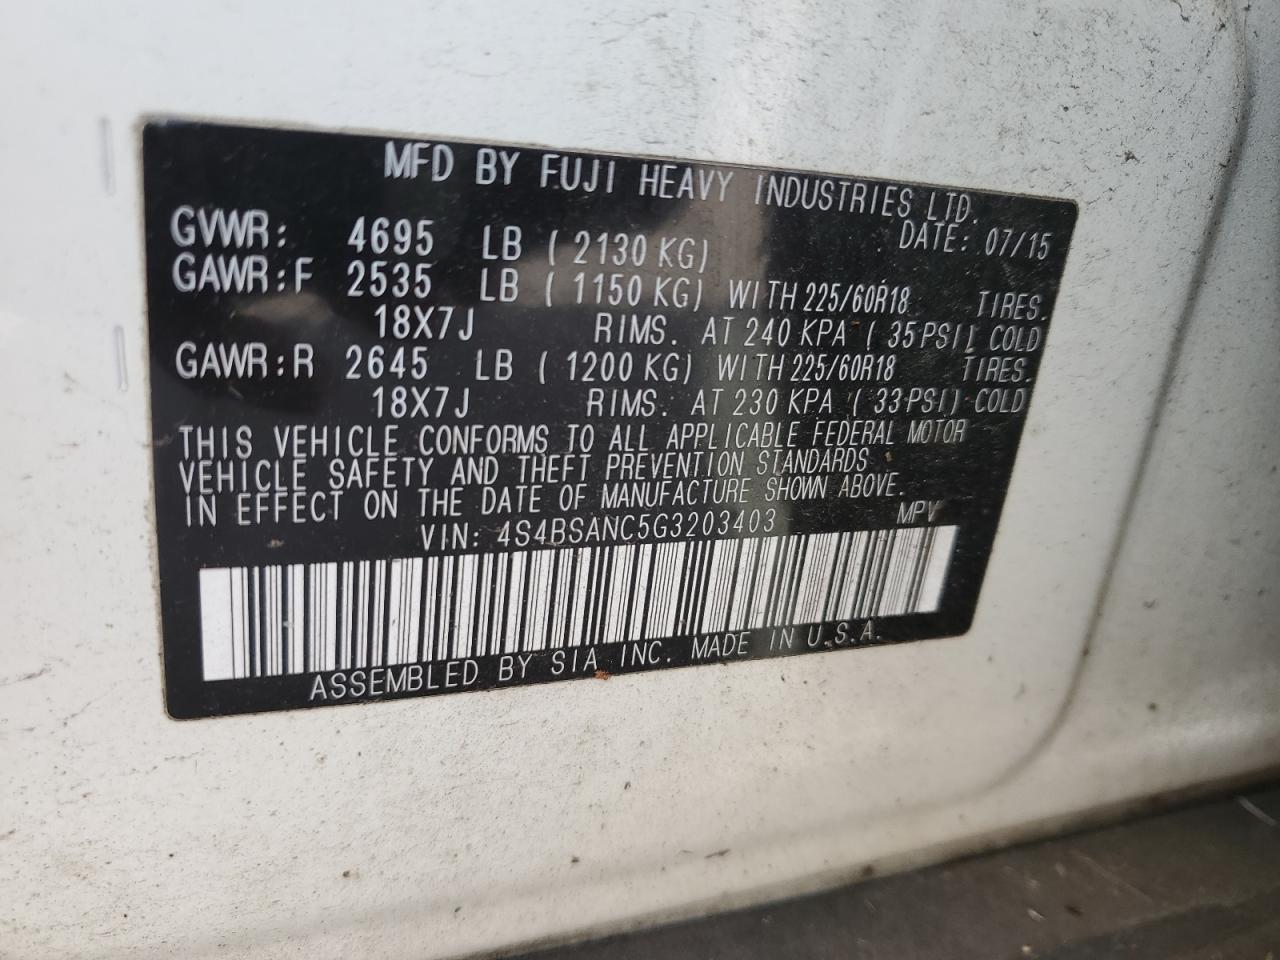 MFD BY FUJI HEAVY INDUSTRIES LTD.
DATE: 07/15
GVWR: 4695 LB ( 2130 KG)
GAWR:F 2535 LB ( 1150 KG) WITH 225/60R18 TIRES.
18X7J RIMS. AT 240 KPA ( 35 PSI) COLD
GAWR:R 2645 LB ( 1200 KG) WITH 225/60R18 TIRES.
18X7J RIMS. AT 230 KPA ( 33 PSI) COLD
THIS VEHICLE CONFORMS TO ALL APPLICABLE FEDERAL MOTOR
VEHICLE SAFETY AND THEFT PREVENTION STANDARDS
IN EFFECT ON THE DATE OF MANUFACTURE SHOWN ABOVE.
VIN: 4S4BSANC5G3203403 MPV
ASSEMBLED BY SIA INC. MADE IN U.S.A.